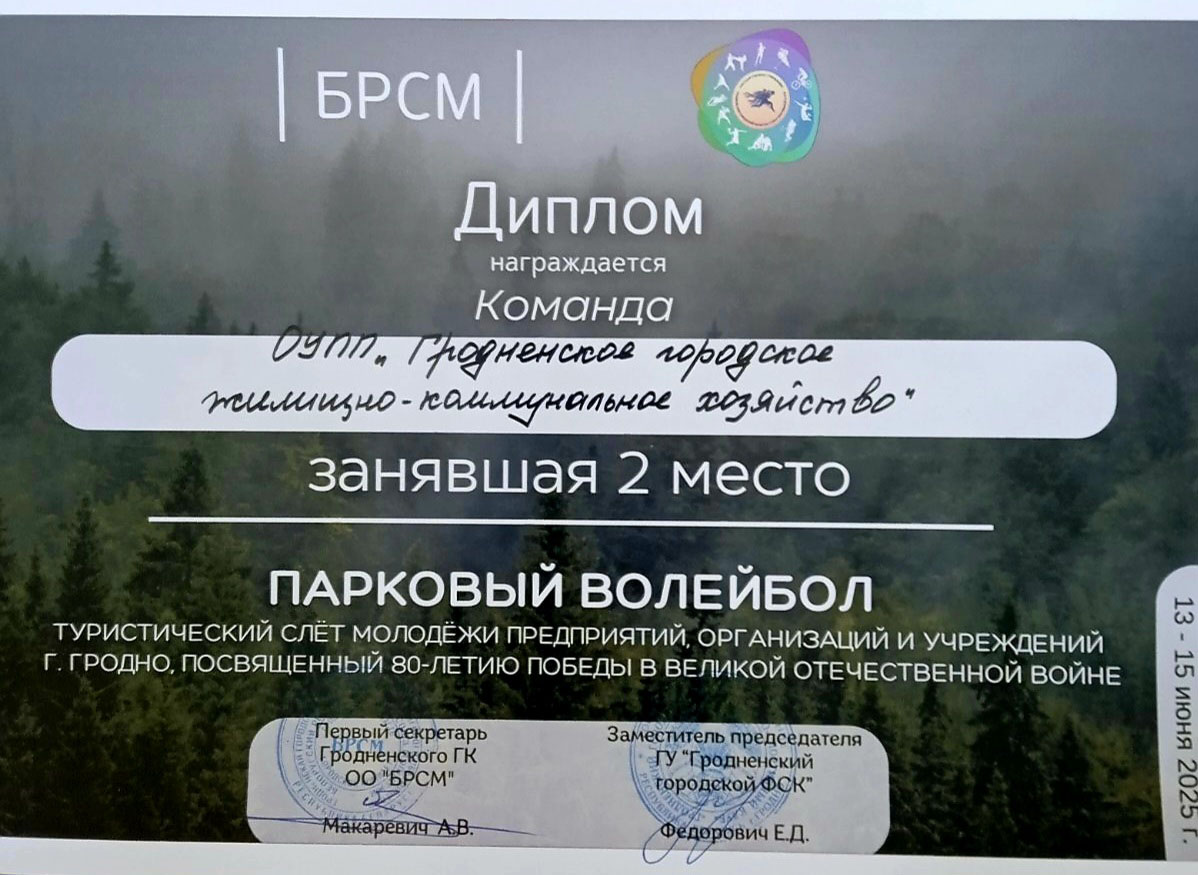 БРСМ
Диплом
награждается
Команда
ОУПП „Гродненское городское
жилищно-коммунальное хозяйство"
занявшая 2 место
ПАРКОВЫЙ ВОЛЕЙБОЛ
ТУРИСТИЧЕСКИЙ СЛЁТ МОЛОДЁЖИ ПРЕДПРИЯТИЙ, ОРГАНИЗАЦИЙ И УЧРЕЖДЕНИЙ
Г. ГРОДНО, ПОСВЯЩЕННЫЙ 80-ЛЕТИЮ ПОБЕДЫ В ВЕЛИКОЙ ОТЕЧЕСТВЕННОЙ ВОЙНЕ
13 - 15 июня 2025 г.
Первый секретарь
Гродненского ГК
ОО "БРСМ"
Макаревич А.В.
БРСМ
Заместитель председателя
ГУ "Гродненский
городской ФСК"
Федорович Е.Д.